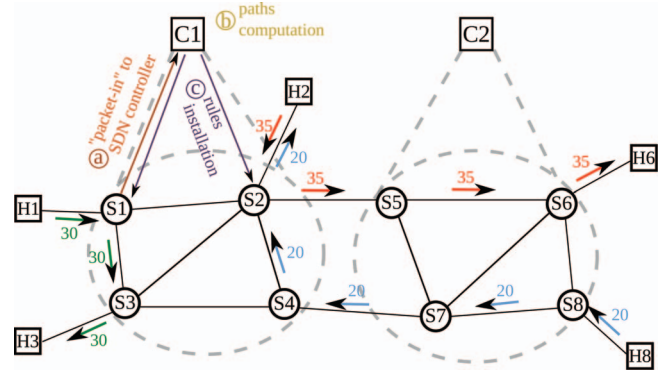 ⓑ paths
computation
C1
C2
ⓐ "packet-in" to
SDN controller
ⓒ rules
installation
H2
35
20
H1
30
S1
S2
35
S5
35
S6
35
H6
30
20
S3
S4
20
S7
20
S8
20
H3
30
H8